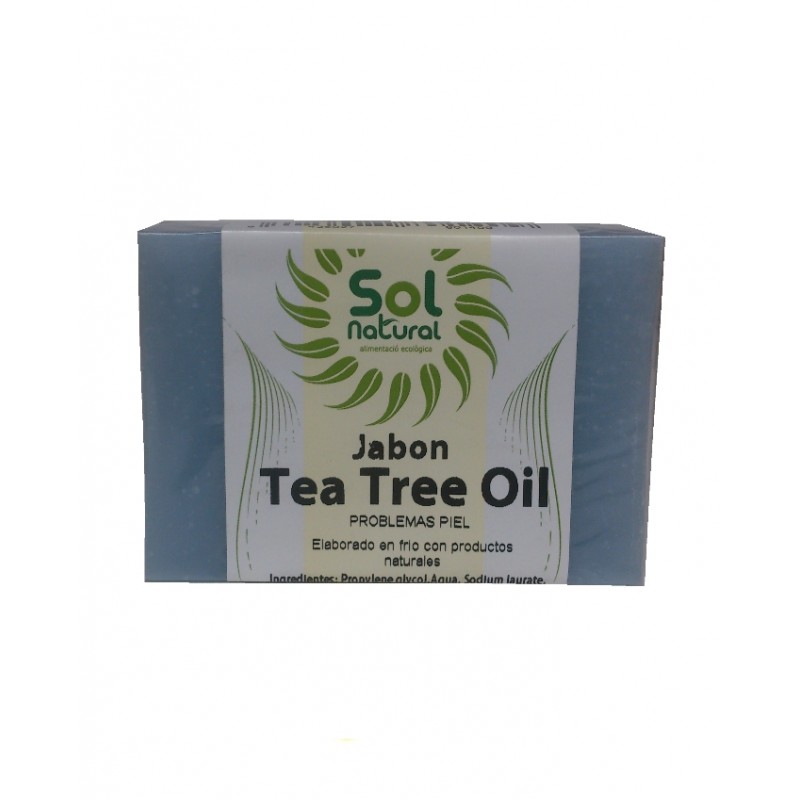 Sol
Natural
alimentació ecològica
Jabon
Tea Tree Oil
PROBLEMAS PIEL
Elaborado en frio con productos
naturales
Ingredientes: Propylene glycol,Aqua, Sodium laurate,